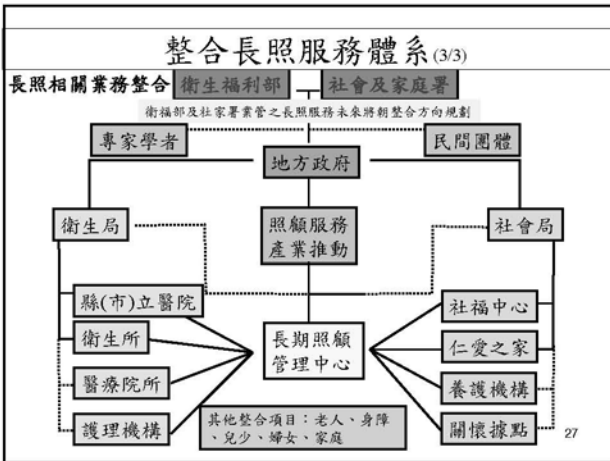 整合長照服務體系(3/3)
長照相關業務整合 衛生福利部 社會及家庭署
衛福部及社家署業管之長照服務未來將朝整合方向規劃
專家學者
民間團體
地方政府
衛生局
照顧服務
產業推動
社會局
縣(市)立醫院
衛生所
醫療院所
護理機構
長期照顧
管理中心
社福中心
仁愛之家
養護機構
關懷據點
其他整合項目：老人、身障
、兒少、婦女、家庭
27